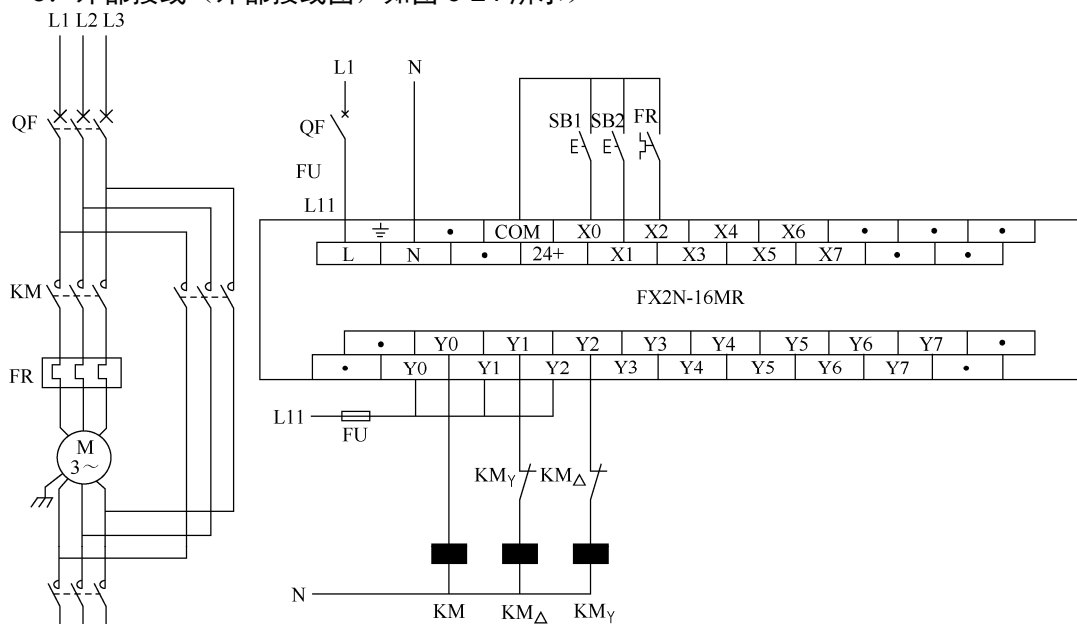 L1 L2 L3
QF
KM
FR
M
3～
L1 N
QF
FU
L11
SB1 SB2 FR
COM X0 X2 X4 X6
L N 24+ X1 X3 X5 X7
FX2N-16MR
Y0 Y1 Y2 Y3 Y4 Y5 Y6 Y7
Y0 Y1 Y2 Y3 Y4 Y5 Y6 Y7
L11
FU
KMY KM△
N
KM KM△ KMY